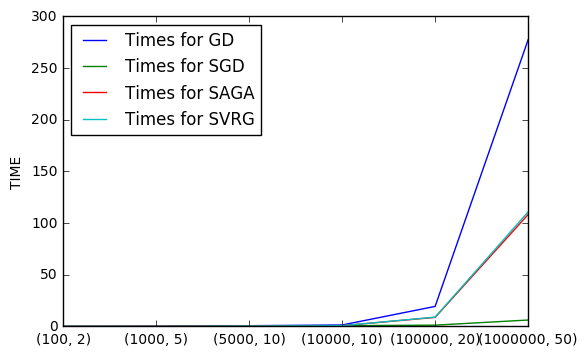 300
250
200
150
100
50
0
TIME
Times for GD
Times for SGD
Times for SAGA
Times for SVRG
(100, 2) (1000, 5) (5000, 10) (10000, 10) (100000, 20) (1000000, 50)